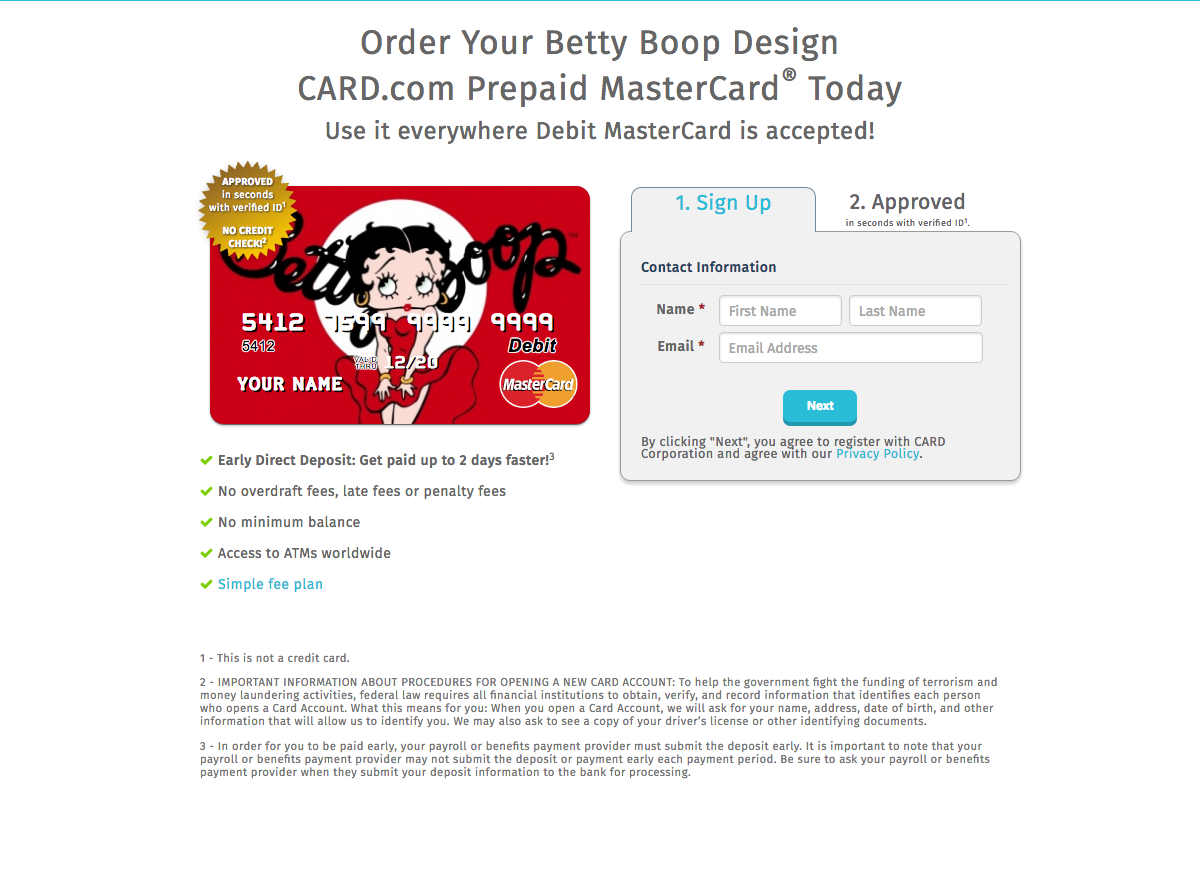 Order Your Betty Boop Design
CARD.com Prepaid MasterCard® Today
Use it everywhere Debit MasterCard is accepted!
APPROVED
in seconds
with verified ID1
NO CREDIT
CHECK!2
Betty Boop™
5412 7599 9999 9999
5412
Debit
VALID
THRU 12/20
YOUR NAME
MasterCard
Early Direct Deposit: Get paid up to 2 days faster!3
No overdraft fees, late fees or penalty fees
No minimum balance
Access to ATMs worldwide
Simple fee plan
1. Sign Up
2. Approved
in seconds with verified ID1.
Contact Information
Name * First Name Last Name
Email * Email Address
Next
By clicking "Next", you agree to register with CARD
Corporation and agree with our Privacy Policy.
1 - This is not a credit card.
2 - IMPORTANT INFORMATION ABOUT PROCEDURES FOR OPENING A NEW CARD ACCOUNT: To help the government fight the funding of terrorism and
money laundering activities, federal law requires all financial institutions to obtain, verify, and record information that identifies each person
who opens a Card Account. What this means for you: When you open a Card Account, we will ask for your name, address, date of birth, and other
information that will allow us to identify you. We may also ask to see a copy of your driver's license or other identifying documents.
3 - In order for you to be paid early, your payroll or benefits payment provider must submit the deposit early. It is important to note that your
payroll or benefits payment provider may not submit the deposit or payment early each payment period. Be sure to ask your payroll or benefits
payment provider when they submit your deposit information to the bank for processing.